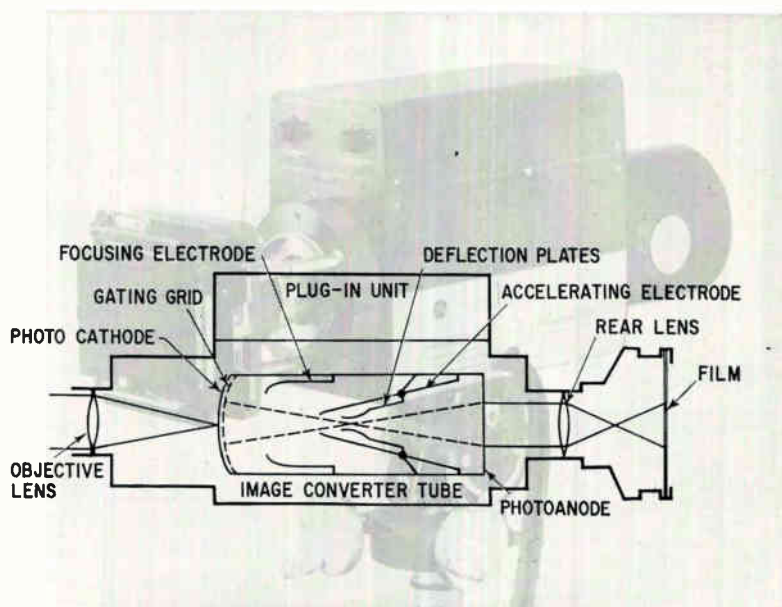 FOCUSING ELECTRODE
DEFLECTION PLATES
GATING GRID
PLUG-IN UNIT
ACCELERATING ELECTRODE
PHOTO CATHODE
REAR LENS
FILM
OBJECTIVE
LENS
IMAGE CONVERTER TUBE
PHOTOANODE